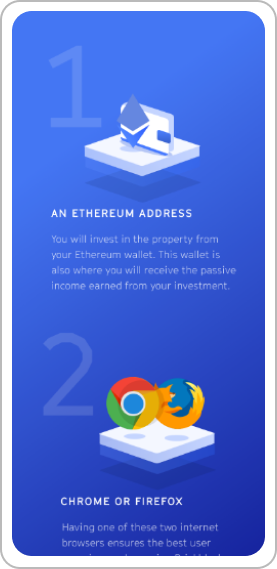 1
AN ETHEREUM ADDRESS
You will invest in the property from
your Ethereum wallet. This wallet is
also where you will receive the passive
income earned from your investment.
2
CHROME OR FIREFOX
Having one of these two internet
browsers ensures the best user